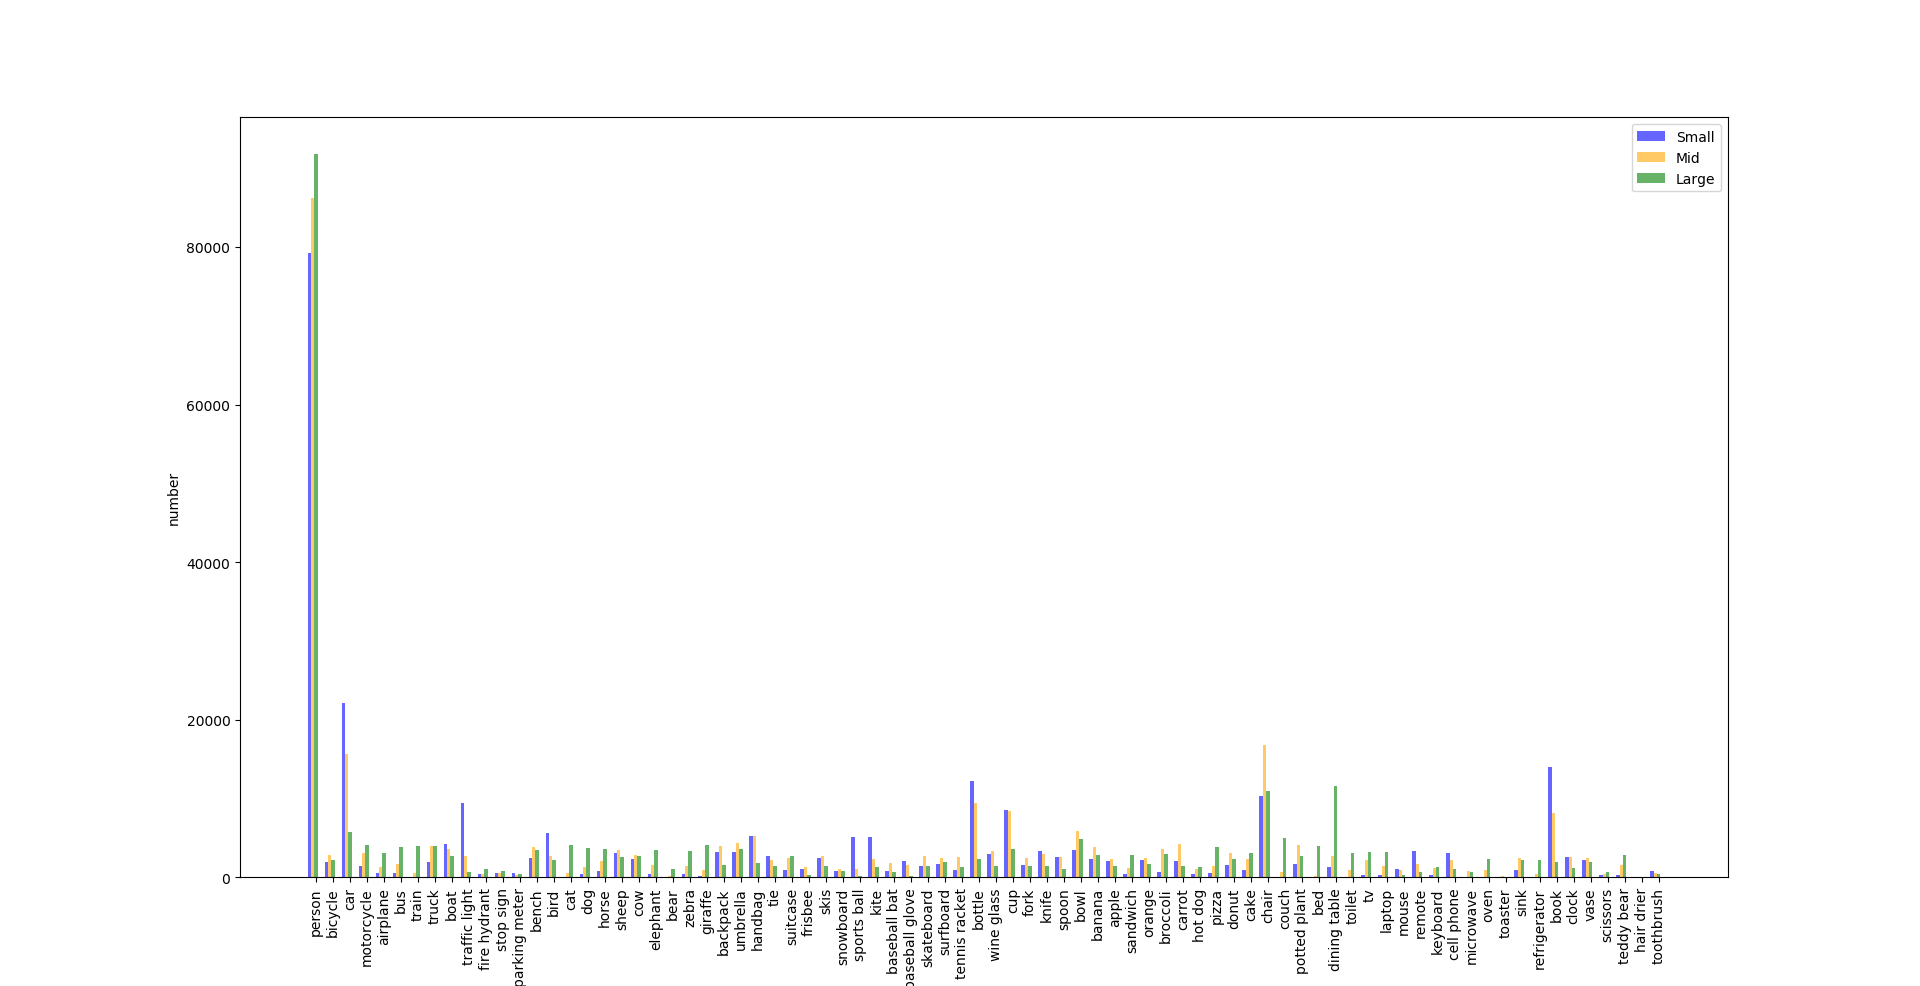 Small
Mid
Large
80000
60000
40000
20000
0
number
person
bicycle
car
motorcycle
airplane
bus
train
truck
boat
traffic light
fire hydrant
stop sign
parking meter
bench
bird
cat
dog
horse
sheep
cow
elephant
bear
zebra
giraffe
backpack
umbrella
handbag
tie
suitcase
frisbee
skis
snowboard
sports ball
kite
baseball bat
baseball glove
skateboard
surfboard
tennis racket
bottle
wine glass
cup
fork
knife
spoon
bowl
banana
apple
sandwich
orange
broccoli
carrot
hot dog
pizza
donut
cake
chair
couch
potted plant
bed
dining table
toilet
tv
laptop
mouse
remote
keyboard
cell phone
microwave
oven
toaster
sink
refrigerator
book
clock
vase
scissors
teddy bear
hair drier
toothbrush